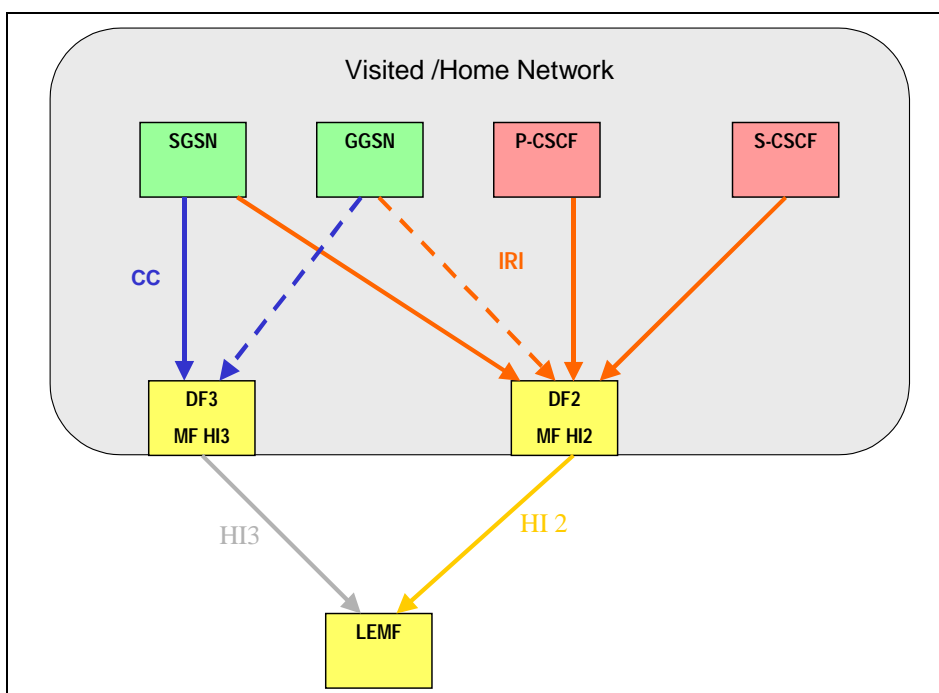 Visited /Home Network
SGSN
GGSN
P-CSCF
S-CSCF
CC
IRI
DF3
MF HI3
DF2
MF HI2
HI3
HI 2
LEMF